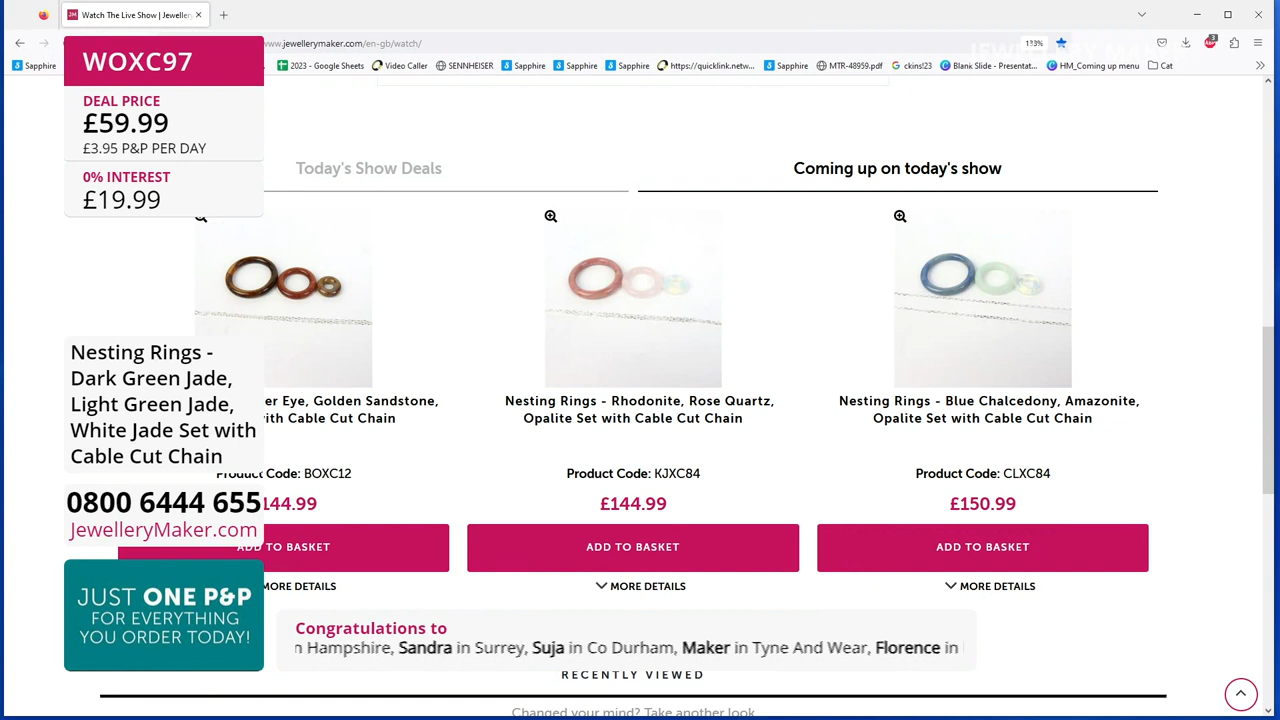 Watch The Live Show | Jewellery
www.jewellerymaker.com/en-gb/watch/
133%
3
Sapphire
2023 - Google Sheets
Video Caller
SENNHEISER
Sapphire
Sapphire
Sapphire
https://quicklink.netw...
Sapphire
MTR-48959.pdf
ckins!23
Blank Slide - Presentat...
HM_Coming up menu
Cat
WOXC97
DEAL PRICE
£59.99
£3.95 P&P PER DAY
0% INTEREST
£19.99
Today's Show Deals
Coming up on today's show
Nesting Rings -
Dark Green Jade,
Light Green Jade,
White Jade Set with
Cable Cut Chain
er Eye, Golden Sandstone,
with Cable Cut Chain
Product Code: BOXC12
144.99
ADD TO BASKET
MORE DETAILS
Nesting Rings - Rhodonite, Rose Quartz,
Opalite Set with Cable Cut Chain
Product Code: KJXC84
£144.99
ADD TO BASKET
MORE DETAILS
Nesting Rings - Blue Chalcedony, Amazonite,
Opalite Set with Cable Cut Chain
Product Code: CLXC84
£150.99
ADD TO BASKET
MORE DETAILS
0800 6444 655
JewelleryMaker.com
JUST ONE P&P
FOR EVERYTHING
YOU ORDER TODAY!
Congratulations to
n Hampshire, Sandra in Surrey, Suja in Co Durham, Maker in Tyne And Wear, Florence in
RECENTLY VIEWED
Changed your mind? Take another look